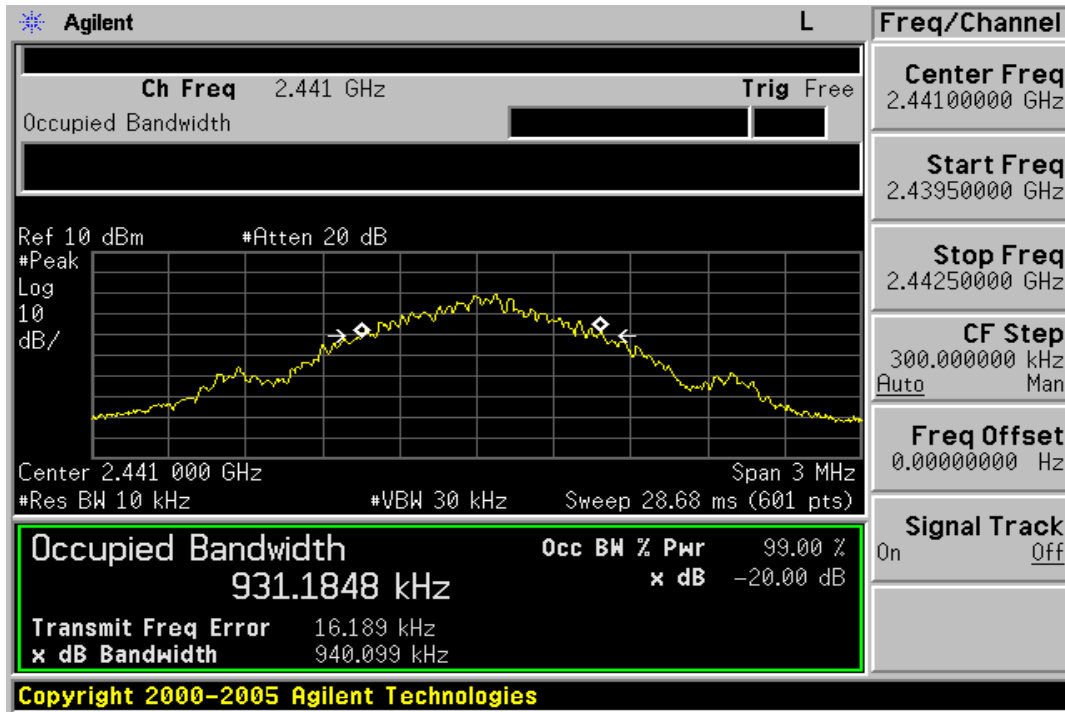 Agilent L
Freq/Channel
Ch Freq 2.441 GHz Trig Free
Occupied Bandwidth
Center Freq
2.44100000 GHz
Start Freq
2.43950000 GHz
Stop Freq
2.44250000 GHz
CF Step
300.000000 kHz
Auto Man
Freq Offset
0.00000000 Hz
Signal Track
On Off
Ref 10 dBm #Atten 20 dB
#Peak
Log
10
dB/
Center 2.441 000 GHz Span 3 MHz
#Res BW 10 kHz #VBW 30 kHz Sweep 28.68 ms (601 pts)
Occupied Bandwidth
931.1848 kHz
Occ BW % Pwr 99.00 %
x dB -20.00 dB
Transmit Freq Error 16.189 kHz
x dB Bandwidth 940.099 kHz
Copyright 2000-2005 Agilent Technologies